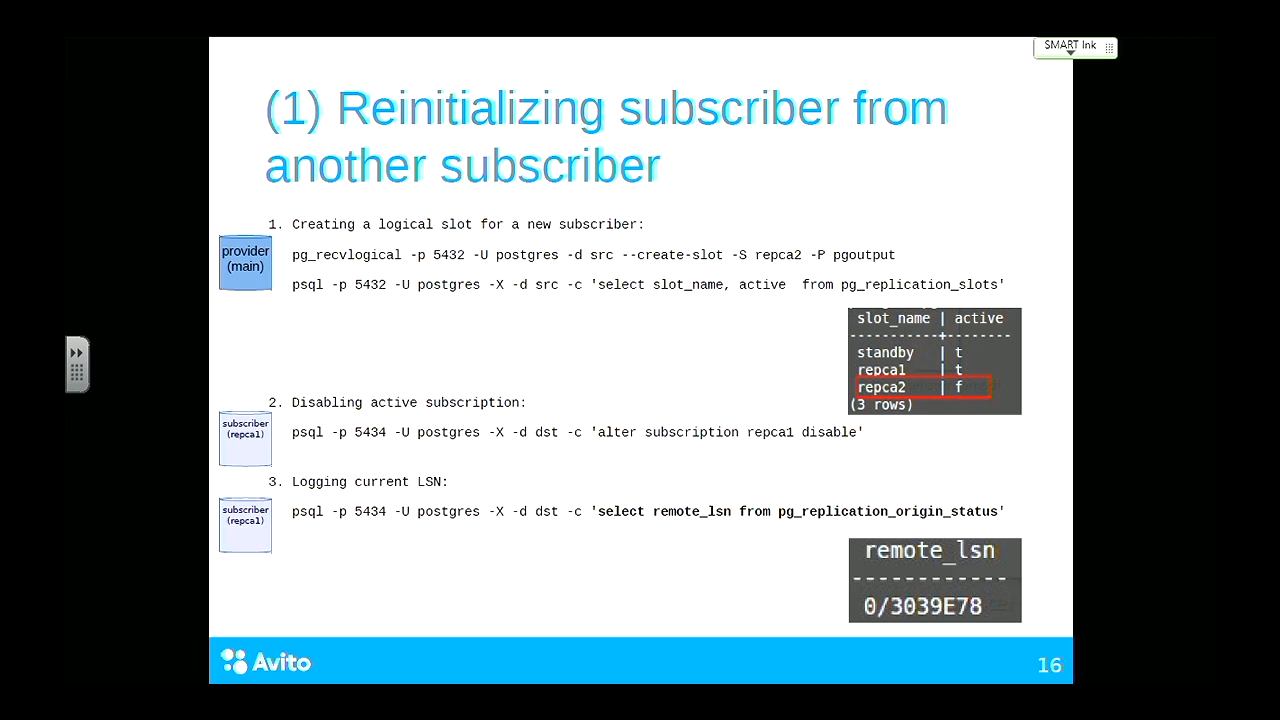 SMART Ink
(1) Reinitializing subscriber from
another subscriber
1. Creating a logical slot for a new subscriber:
provider
(main)
pg_recvlogical -p 5432 -U postgres -d src --create-slot -S repca2 -P pgoutput
psql -p 5432 -U postgres -X -d src -c 'select slot_name, active  from pg_replication_slots'
slot_name | active
-----------+--------
standby | t
repca1 | t
repca2 | f
(3 rows)
2. Disabling active subscription:
subscriber
(repca1)
psql -p 5434 -U postgres -X -d dst -c 'alter subscription repca1 disable'
3. Logging current LSN:
subscriber
(repca1)
psql -p 5434 -U postgres -X -d dst -c 'select remote_lsn from pg_replication_origin_status'
remote_lsn
------------
0/3039E78
Avito
16